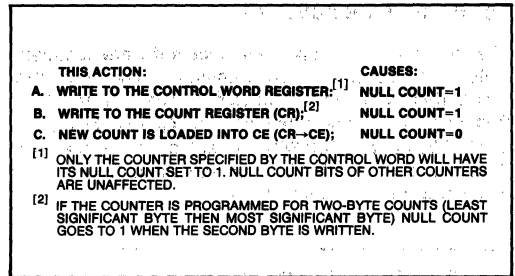 THIS ACTION: CAUSES:
A. WRITE TO THE CONTROL WORD REGISTER:[1] NULL COUNT=1
B. WRITE TO THE COUNT REGISTER (CR);[2] NULL COUNT=1
C. NEW COUNT IS LOADED INTO CE (CR→CE); NULL COUNT=0
[1] ONLY THE COUNTER SPECIFIED BY THE CONTROL WORD WILL HAVE
ITS NULL COUNT SET TO 1. NULL COUNT BITS OF OTHER COUNTERS
ARE UNAFFECTED.
[2] IF THE COUNTER IS PROGRAMMED FOR TWO-BYTE COUNTS (LEAST
SIGNIFICANT BYTE THEN MOST SIGNIFICANT BYTE) NULL COUNT
GOES TO 1 WHEN THE SECOND BYTE IS WRITTEN.